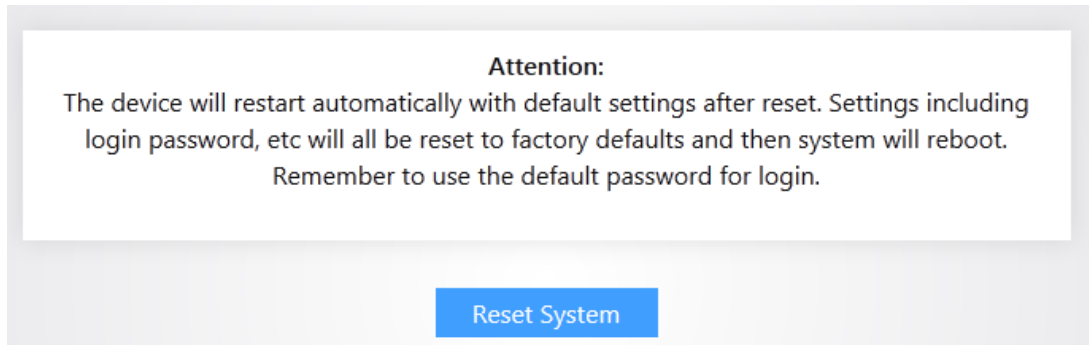 Attention:
The device will restart automatically with default settings after reset. Settings including
login password, etc will all be reset to factory defaults and then system will reboot.
Remember to use the default password for login.
Reset System